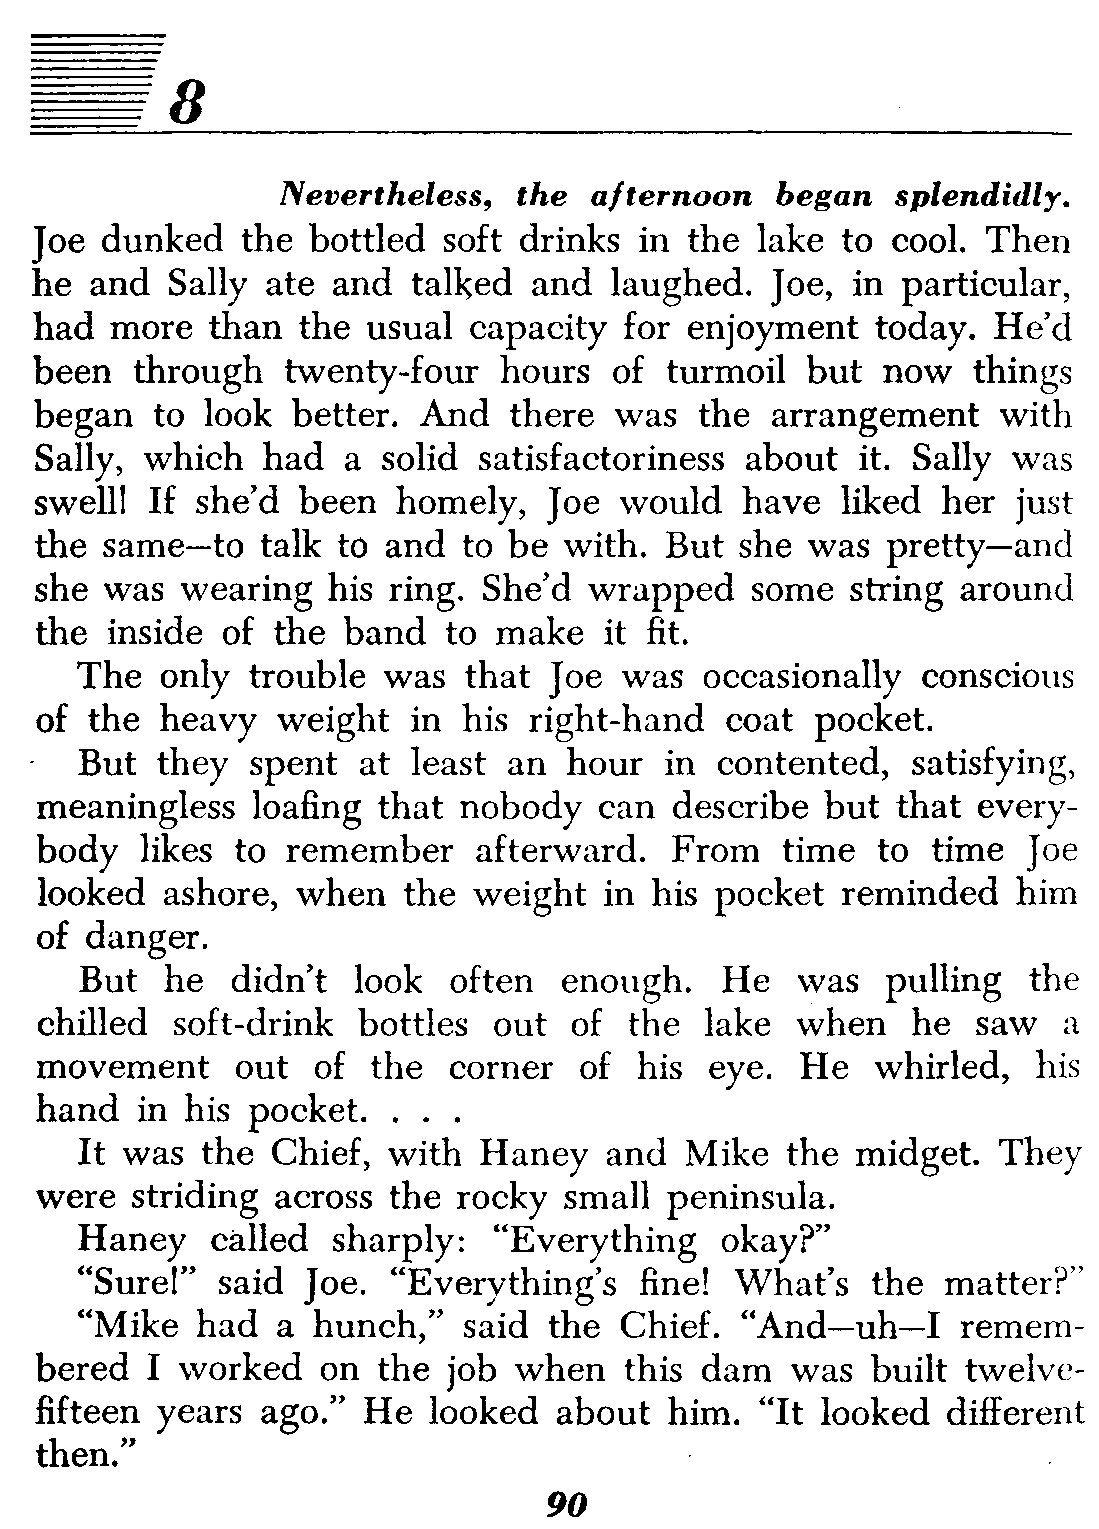 8
Nevertheless, the afternoon began splendidly.
Joe dunked the bottled soft drinks in the lake to cool. Then
he and Sally ate and talked and laughed. Joe, in particular,
had more than the usual capacity for enjoyment today. He'd
been through twenty-four hours of turmoil but now things
began to look better. And there was the arrangement with
Sally, which had a solid satisfactoriness about it. Sally was
swell! If she'd been homely, Joe would have liked her just
the same—to talk to and to be with. But she was pretty—and
she was wearing his ring. She'd wrapped some string around
the inside of the band to make it fit.
The only trouble was that Joe was occasionally conscious
of the heavy weight in his right-hand coat pocket.
But they spent at least an hour in contented, satisfying,
meaningless loafing that nobody can describe but that every-
body likes to remember afterward. From time to time Joe
looked ashore, when the weight in his pocket reminded him
of danger.
But he didn't look often enough. He was pulling the
chilled soft-drink bottles out of the lake when he saw a
movement out of the corner of his eye. He whirled, his
hand in his pocket. . . .
It was the Chief, with Haney and Mike the midget. They
were striding across the rocky small peninsula.
Haney called sharply: “Everything okay?”
“Sure!” said Joe. “Everything's fine! What's the matter?”
“Mike had a hunch,” said the Chief. “And—uh—I remem-
bered I worked on the job when this dam was built twelve-
fifteen years ago.” He looked about him. “It looked different
then.”
90